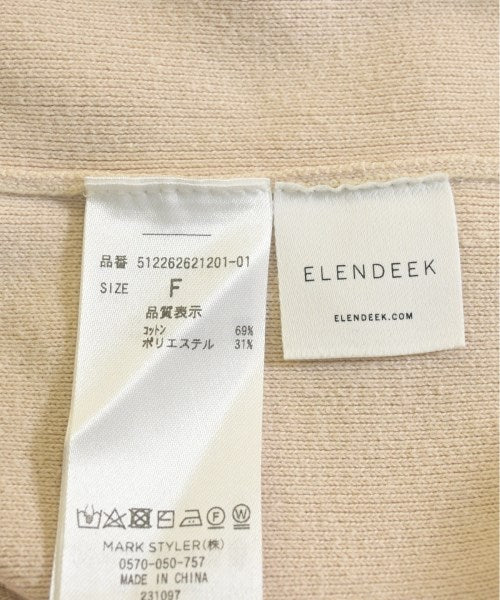 品番 512262621201-01
SIZE F
品質表示
コットン 69%
ポリエステル 31%
F W
MARK STYLER(株)
0570-050-757
MADE IN CHINA
231097
ELENDEEK
ELENDEEK.COM